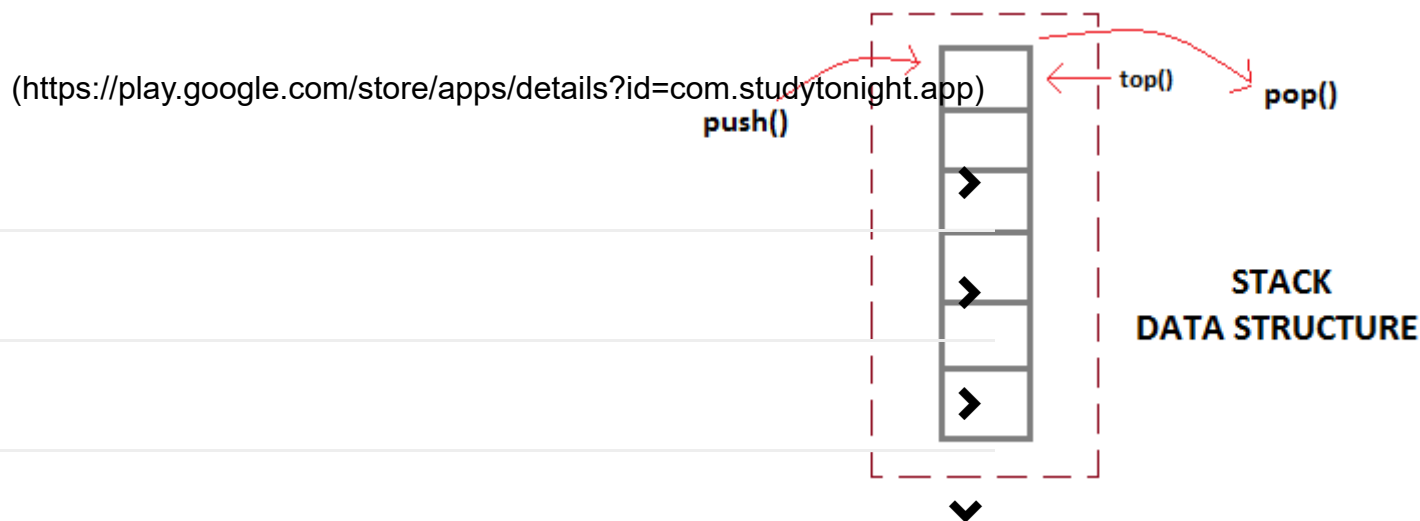 (https://play.google.com/store/apps/details?id=com.studytonight.app)
top()
pop()
push()
STACK
DATA STRUCTURE